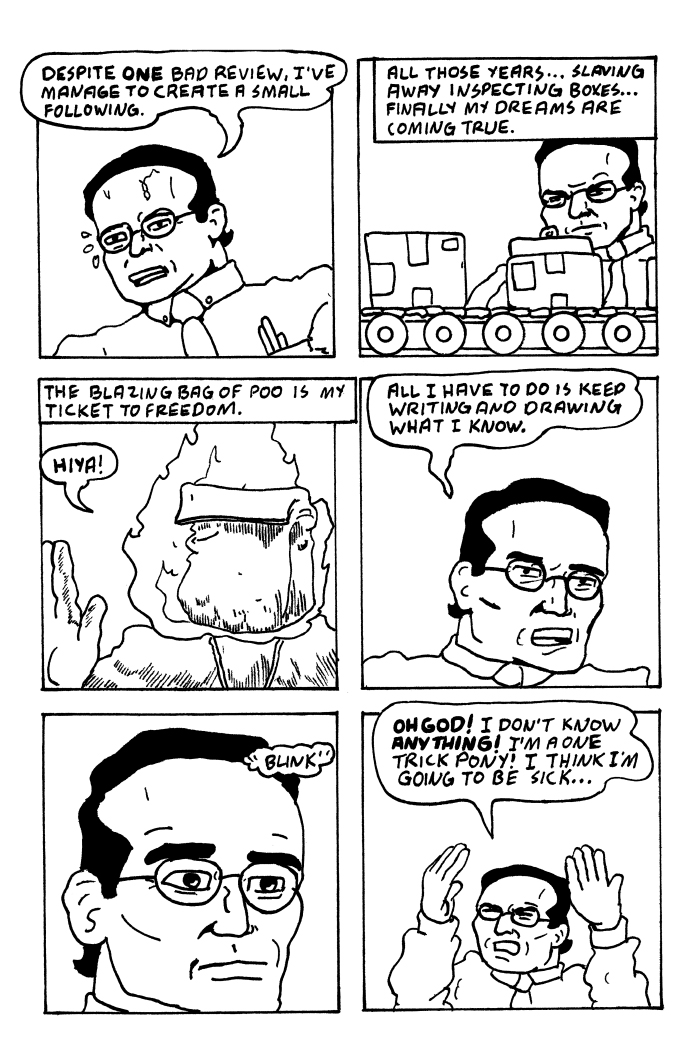 DESPITE ONE BAD REVIEW, I'VE
MANAGE TO CREATE A SMALL
FOLLOWING.
ALL THOSE YEARS... SLAVING
AWAY INSPECTING BOXES...
FINALLY MY DREAMS ARE
COMING TRUE.
THE BLAZING BAG OF POO IS MY
TICKET TO FREEDOM.
HIYA!
ALL I HAVE TO DO IS KEEP
WRITING AND DRAWING
WHAT I KNOW.
"BLINK"
OH GOD! I DON'T KNOW
ANYTHING! I'M A ONE
TRICK PONY! I THINK I'M
GOING TO BE SICK...